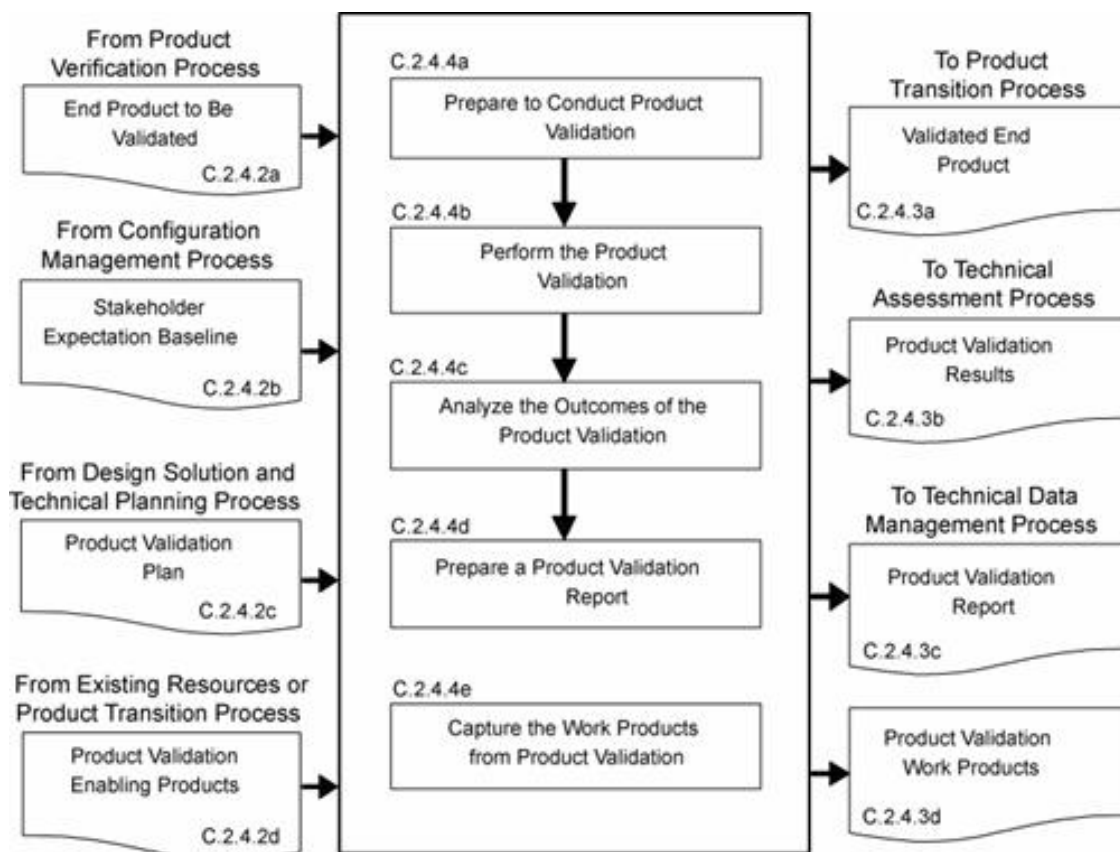 From Product
Verification Process
End Product to Be
Validated
C.2.4.2a
From Configuration
Management Process
Stakeholder
Expectation Baseline
C.2.4.2b
From Design Solution and
Technical Planning Process
Product Validation
Plan
C.2.4.2c
From Existing Resources or
Product Transition Process
Product Validation
Enabling Products
C.2.4.2d
C.2.4.4a
Prepare to Conduct Product
Validation
C.2.4.4b
Perform the Product
Validation
C.2.4.4c
Analyze the Outcomes of the
Product Validation
C.2.4.4d
Prepare a Product Validation
Report
C.2.4.4e
Capture the Work Products
from Product Validation
To Product
Transition Process
Validated End
Product
C.2.4.3a
To Technical
Assessment Process
Product Validation
Results
C.2.4.3b
To Technical Data
Management Process
Product Validation
Report
C.2.4.3c
Product Validation
Work Products
C.2.4.3d